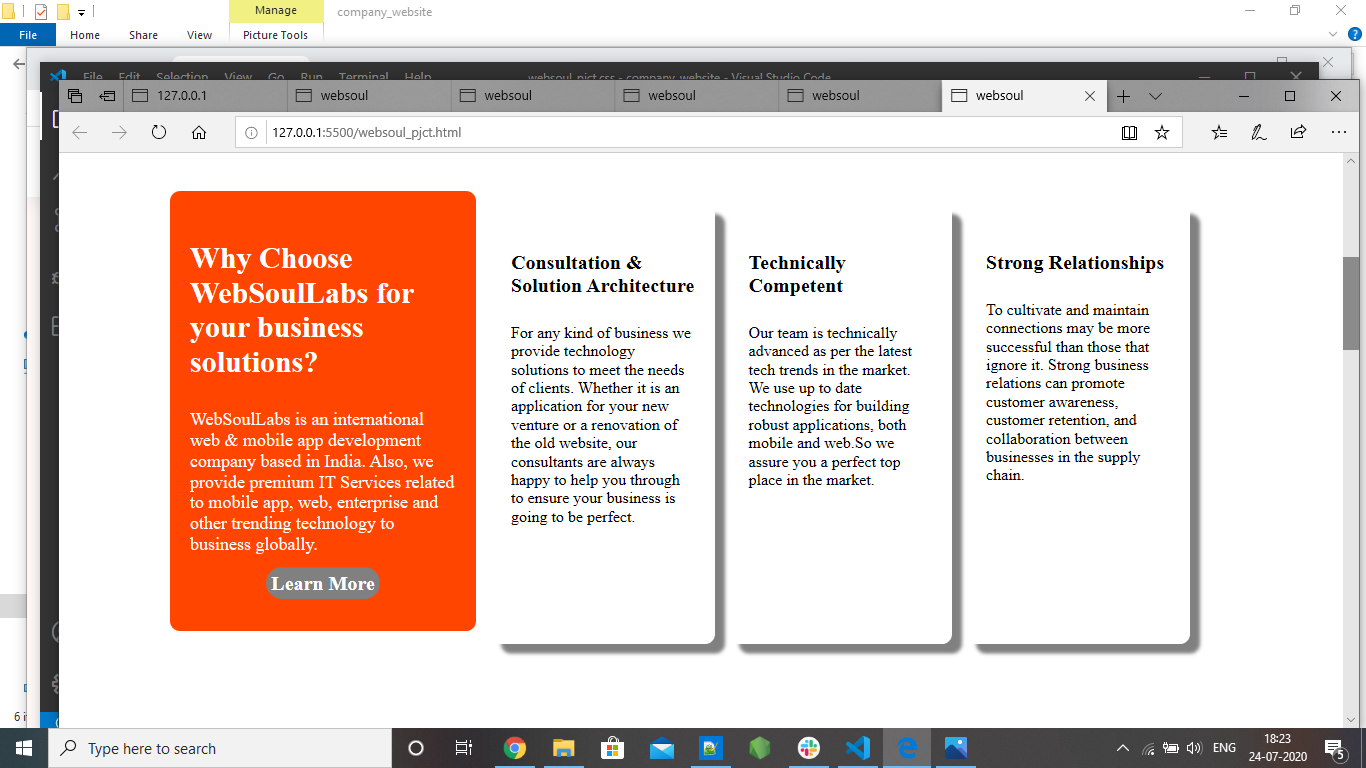 Manage
company_website
File
Home
Share
View
Picture Tools
File Edit Selection View Go Run Terminal Help
websoul_pjct.css - company_website - Visual Studio Code
127.0.0.1
websoul
websoul
websoul
websoul
websoul
127.0.0.1:5500/websoul_pjct.html
Why Choose
WebSoulLabs for
your business
solutions?
WebSoulLabs is an international
web & mobile app development
company based in India. Also, we
provide premium IT Services related
to mobile app, web, enterprise and
other trending technology to
business globally.
Learn More
Consultation &
Solution Architecture
For any kind of business we
provide technology
solutions to meet the needs
of clients. Whether it is an
application for your new
venture or a renovation of
the old website, our
consultants are always
happy to help you through
to ensure your business is
going to be perfect.
Technically
Competent
Our team is technically
advanced as per the latest
tech trends in the market.
We use up to date
technologies for building
robust applications, both
mobile and web.So we
assure you a perfect top
place in the market.
Strong Relationships
To cultivate and maintain
connections may be more
successful than those that
ignore it. Strong business
relations can promote
customer awareness,
customer retention, and
collaboration between
businesses in the supply
chain.
6
Type here to search
ENG
18:23
24-07-2020
5